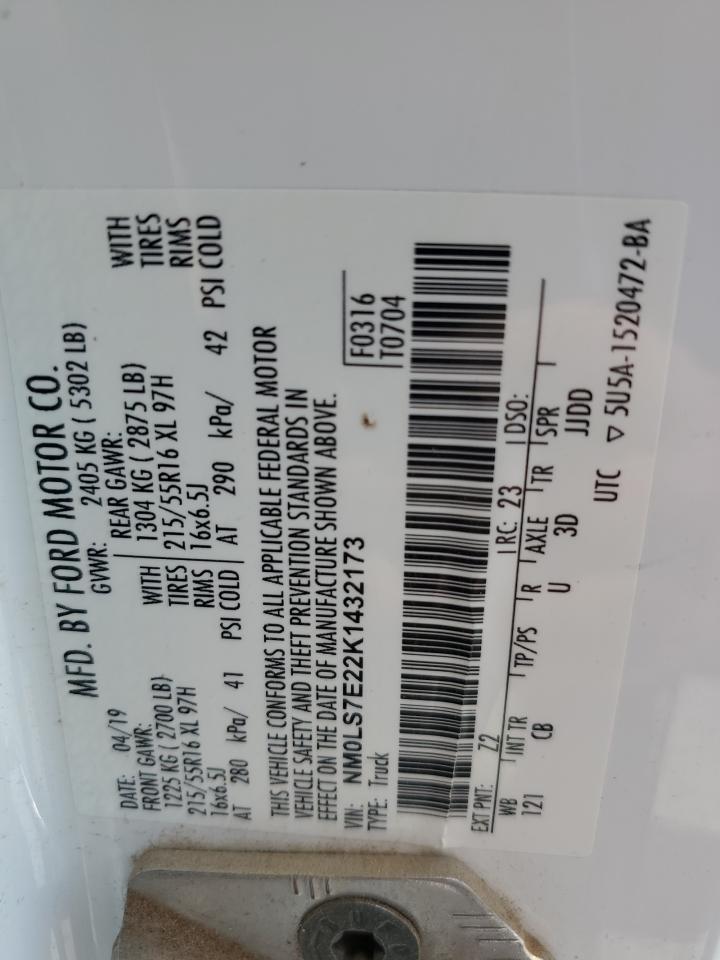 MFD. BY FORD MOTOR CO.
DATE: 04/19 GVWR: 2405 KG ( 5302 LB)
FRONT GAWR: REAR GAWR:
1225 KG ( 2700 LB) WITH 1304 KG ( 2875 LB) WITH
215/55R16 XL 97H TIRES 215/55R16 XL 97H TIRES
16x6.5J RIMS 16x6.5J RIMS
AT 280 kPa/ 41 PSI COLD AT 290 kPa/ 42 PSI COLD
THIS VEHICLE CONFORMS TO ALL APPLICABLE FEDERAL MOTOR
VEHICLE SAFETY AND THEFT PREVENTION STANDARDS IN
EFFECT ON THE DATE OF MANUFACTURE SHOWN ABOVE.
VIN: NM0LS7E22K1432173 F0316
TYPE: Truck T0704
EXT PNT: Z2 RC: 23 DSO:
WB INT TR TP/PS R AXLE TR SPR
121 CB U 3D JJDD
UTC ▽ 5U5A-1520472-BA